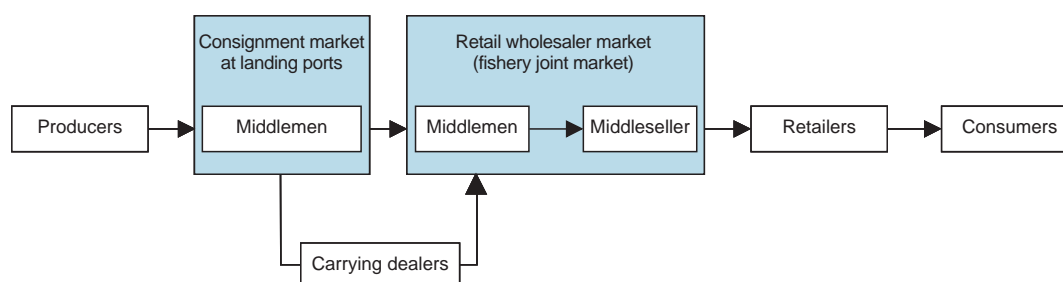 Consignment market
at landing ports
Retail wholesaler market
(fishery joint market)
Producers
Middlemen
Middlemen
Middleseller
Retailers
Consumers
Carrying dealers